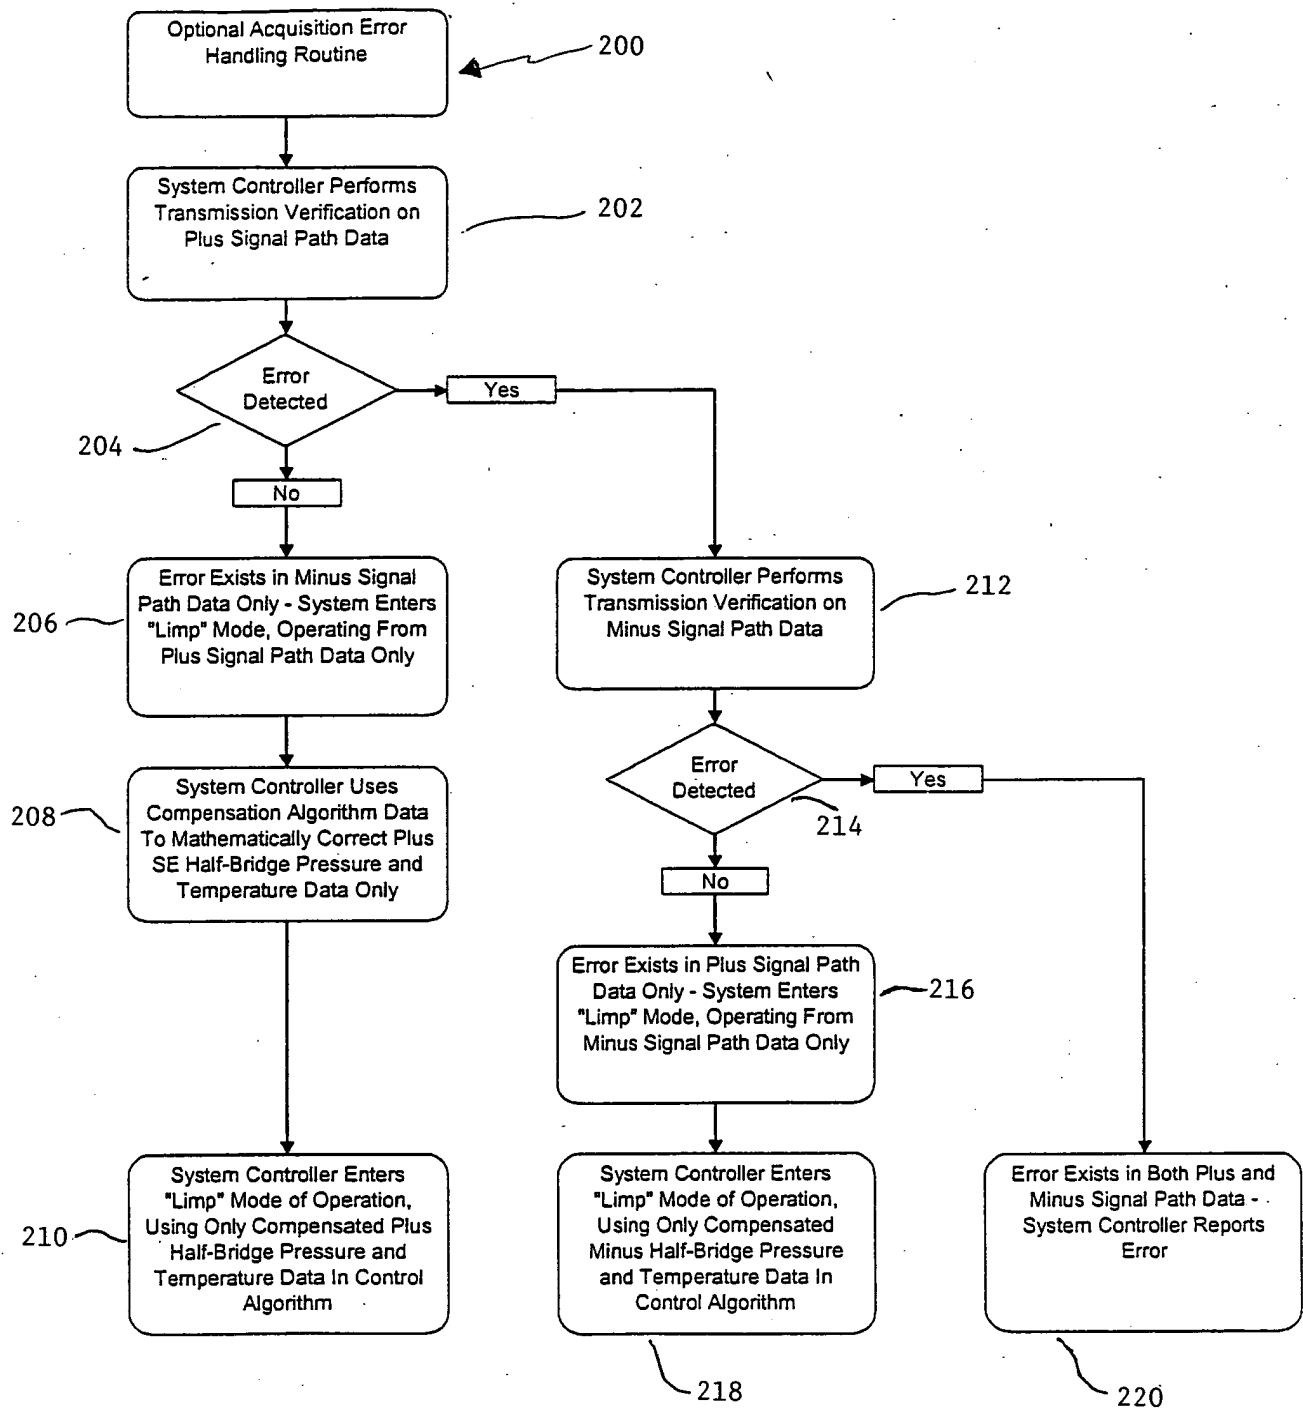 Optional Acquisition Error
Handling Routine
200
System Controller Performs
Transmission Verification on
Plus Signal Path Data
202
Error
Detected
204
Yes
No
Error Exists in Minus Signal
Path Data Only - System Enters
"Limp" Mode, Operating From
Plus Signal Path Data Only
206
System Controller Performs
Transmission Verification on
Minus Signal Path Data
212
System Controller Uses
Compensation Algorithm Data
To Mathematically Correct Plus
SE Half-Bridge Pressure and
Temperature Data Only
208
Error
Detected
214
Yes
No
Error Exists in Plus Signal Path
Data Only - System Enters
"Limp" Mode, Operating From
Minus Signal Path Data Only
216
System Controller Enters
"Limp" Mode of Operation,
Using Only Compensated Plus
Half-Bridge Pressure and
Temperature Data In Control
Algorithm
210
System Controller Enters
"Limp" Mode of Operation,
Using Only Compensated
Minus Half-Bridge Pressure
and Temperature Data In
Control Algorithm
218
Error Exists in Both Plus and
Minus Signal Path Data -
System Controller Reports
Error
220